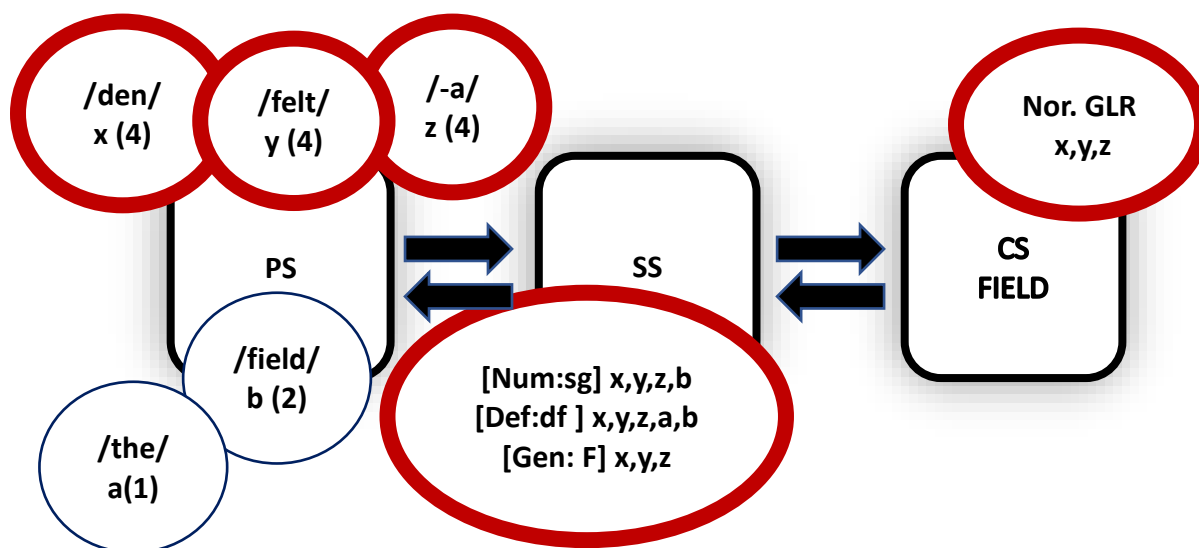 /den/
x (4)
/felt/
y (4)
/-a/
z (4)
Nor. GLR
x,y,z
PS
SS
CS
FIELD
/field/
b (2)
/the/
a(1)
[Num:sg] x,y,z,b
[Def:df ] x,y,z,a,b
[Gen: F] x,y,z